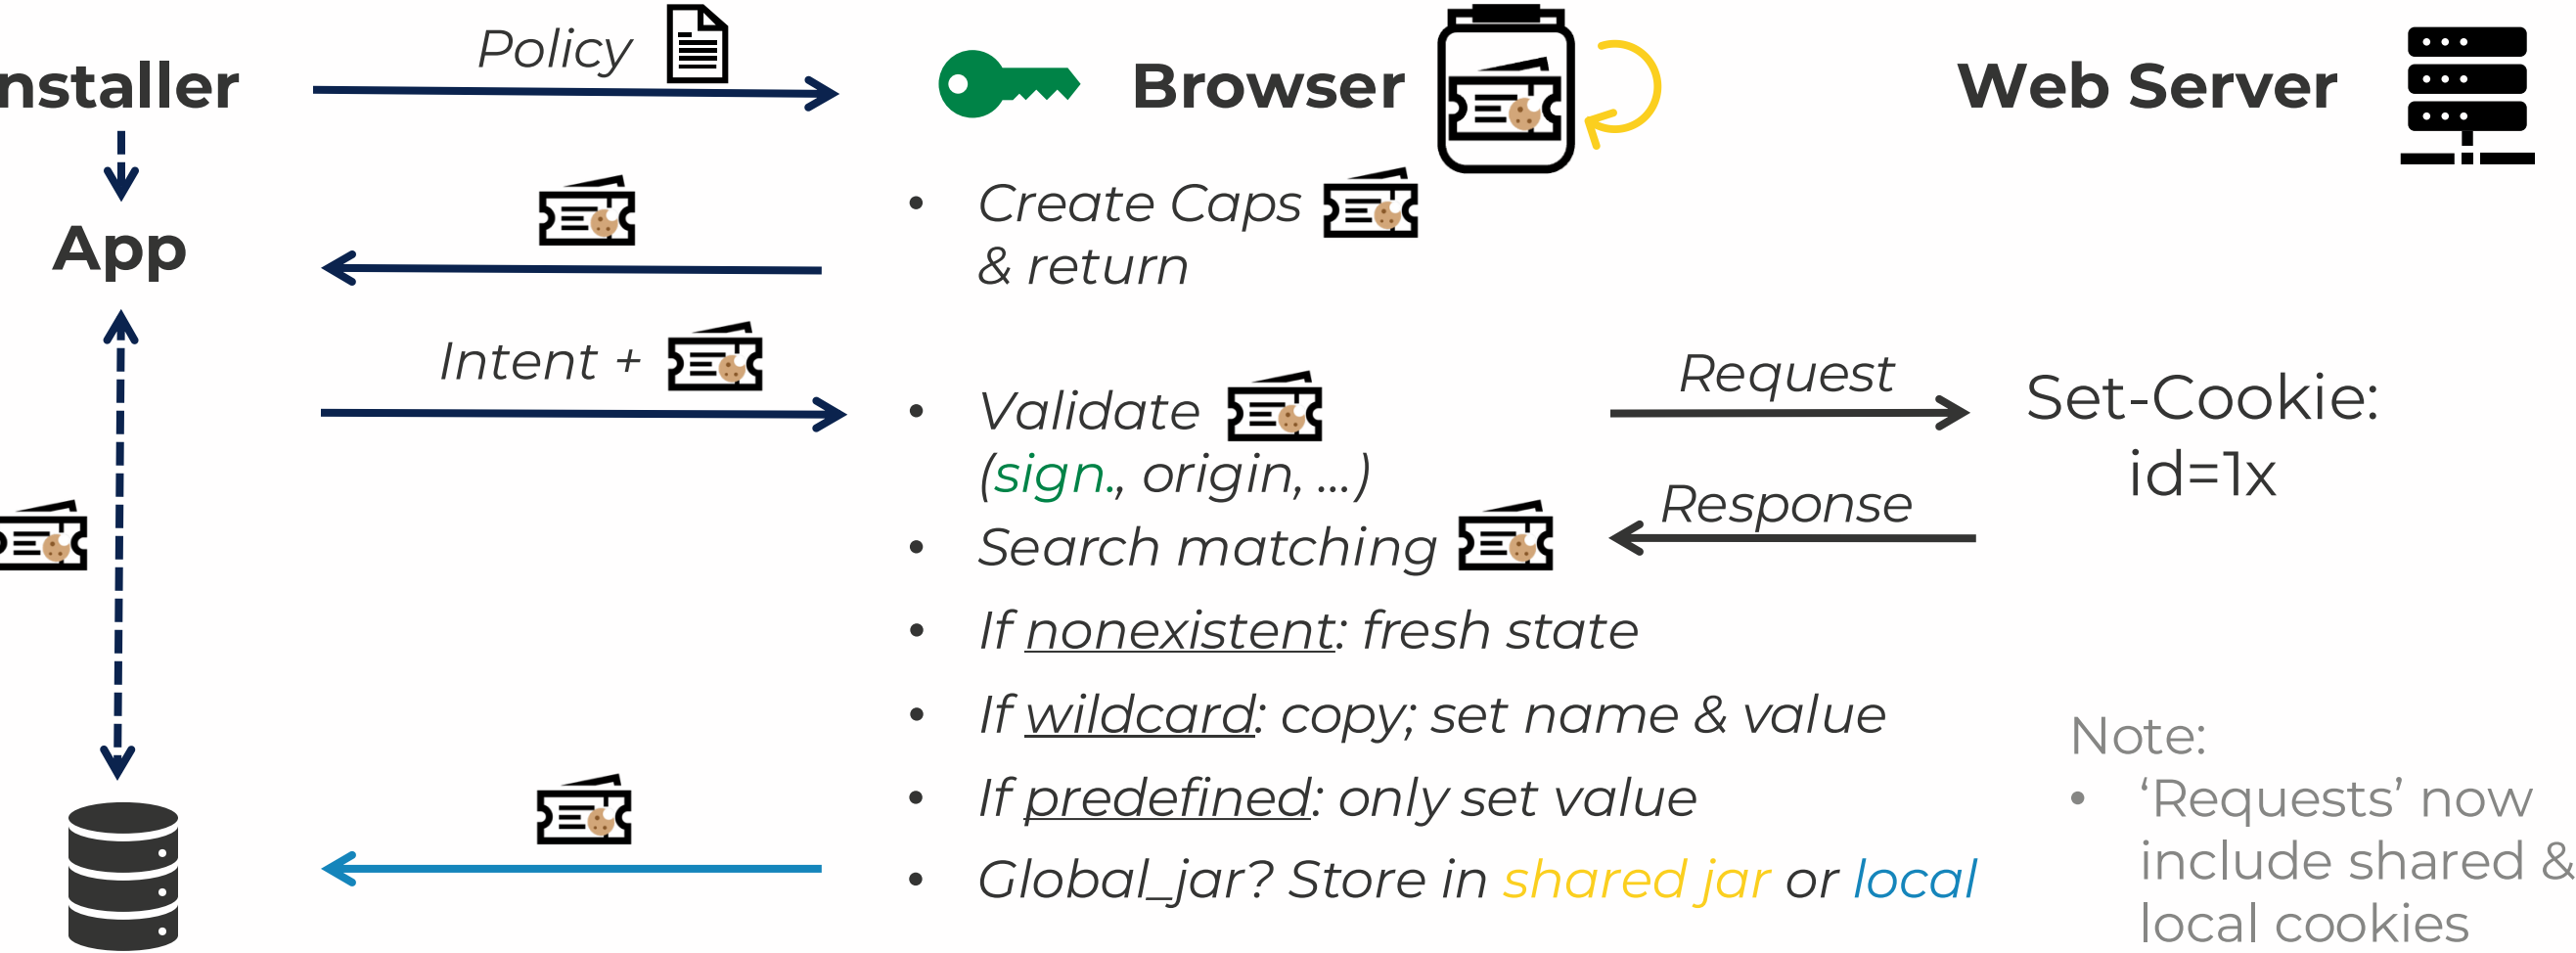 nstaller
Policy
Browser
Web Server
App
• Create Caps
& return
Intent +
• Validate
(sign., origin, ...)
Request
Set-Cookie:
id=1x
Response
• Search matching
• If nonexistent: fresh state
• If wildcard: copy; set name & value
• If predefined: only set value
• Global_jar? Store in shared jar or local
Note:
• ‘Requests’ now
include shared &
local cookies